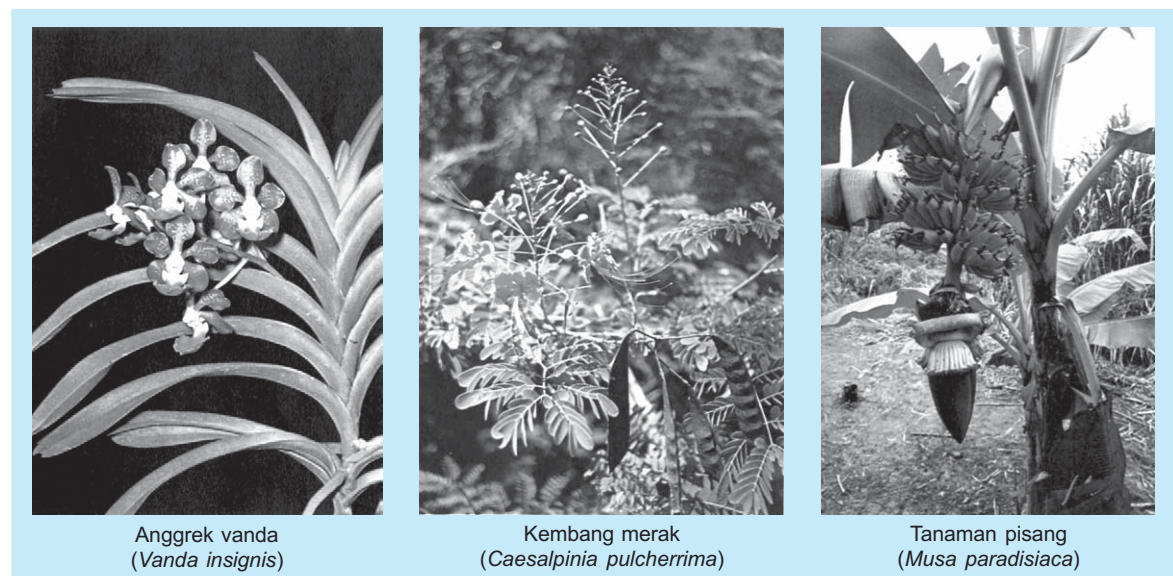 Anggrek vanda
(Vanda insignis)
Kembang merak
(Caesalpinia pulcherrima)
Tanaman pisang
(Musa paradisiaca)